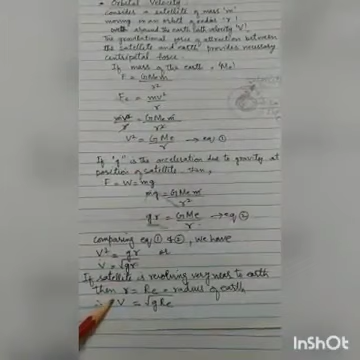 • Orbital Velocity:
Consider a satellite of mass 'm'
moving in an orbit of radius 'r'
around the earth with velocity 'V'.
The gravitational force of attraction between
the satellite and earth provides necessary
centripetal force.
If mass of the earth = Me
F = GMem/r²
Fc = mv²/r
mv²/r = GMem/r²
V² = GMe/r → eq ①
If "g" is the acceleration due to gravity at
position of satellite then,
F = W = mg
mg = GMem/r²
gr = GMe/r → eq ②
Comparing eq ① & ②, we have
V² = gr or
V = √gr
If satellite is revolving very near to earth
then r = Re = radius of earth
∴ V = √gRe
InShOt